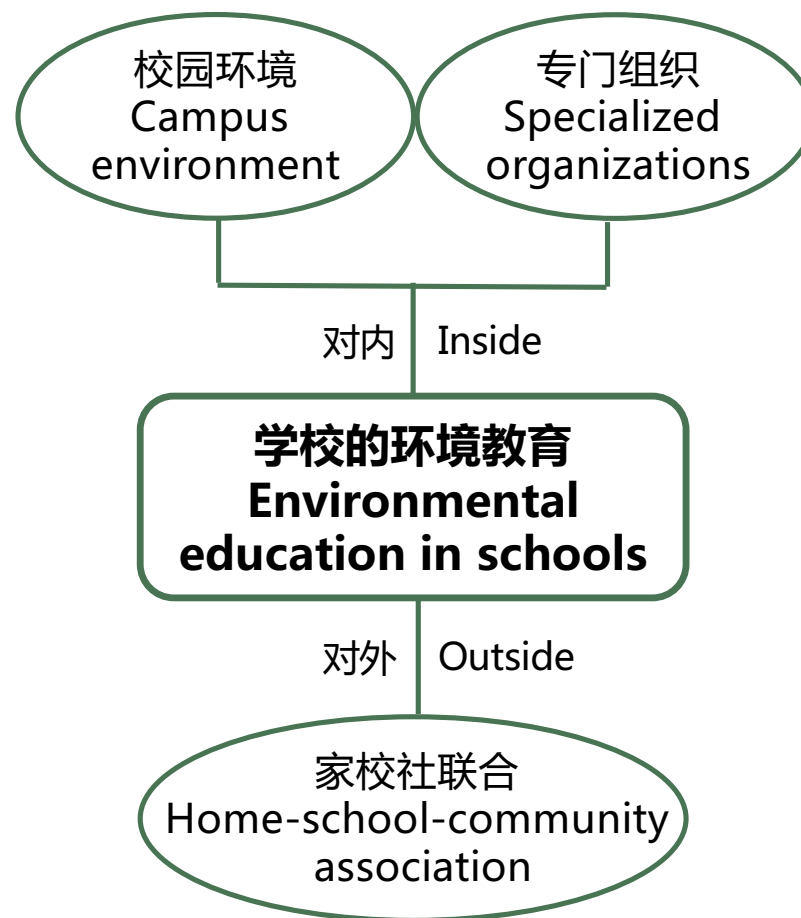 校园环境
Campus
environment
专门组织
Specialized
organizations
对内 Inside
学校的环境教育
Environmental
education in schools
对外 Outside
家校社联合
Home-school-community
association